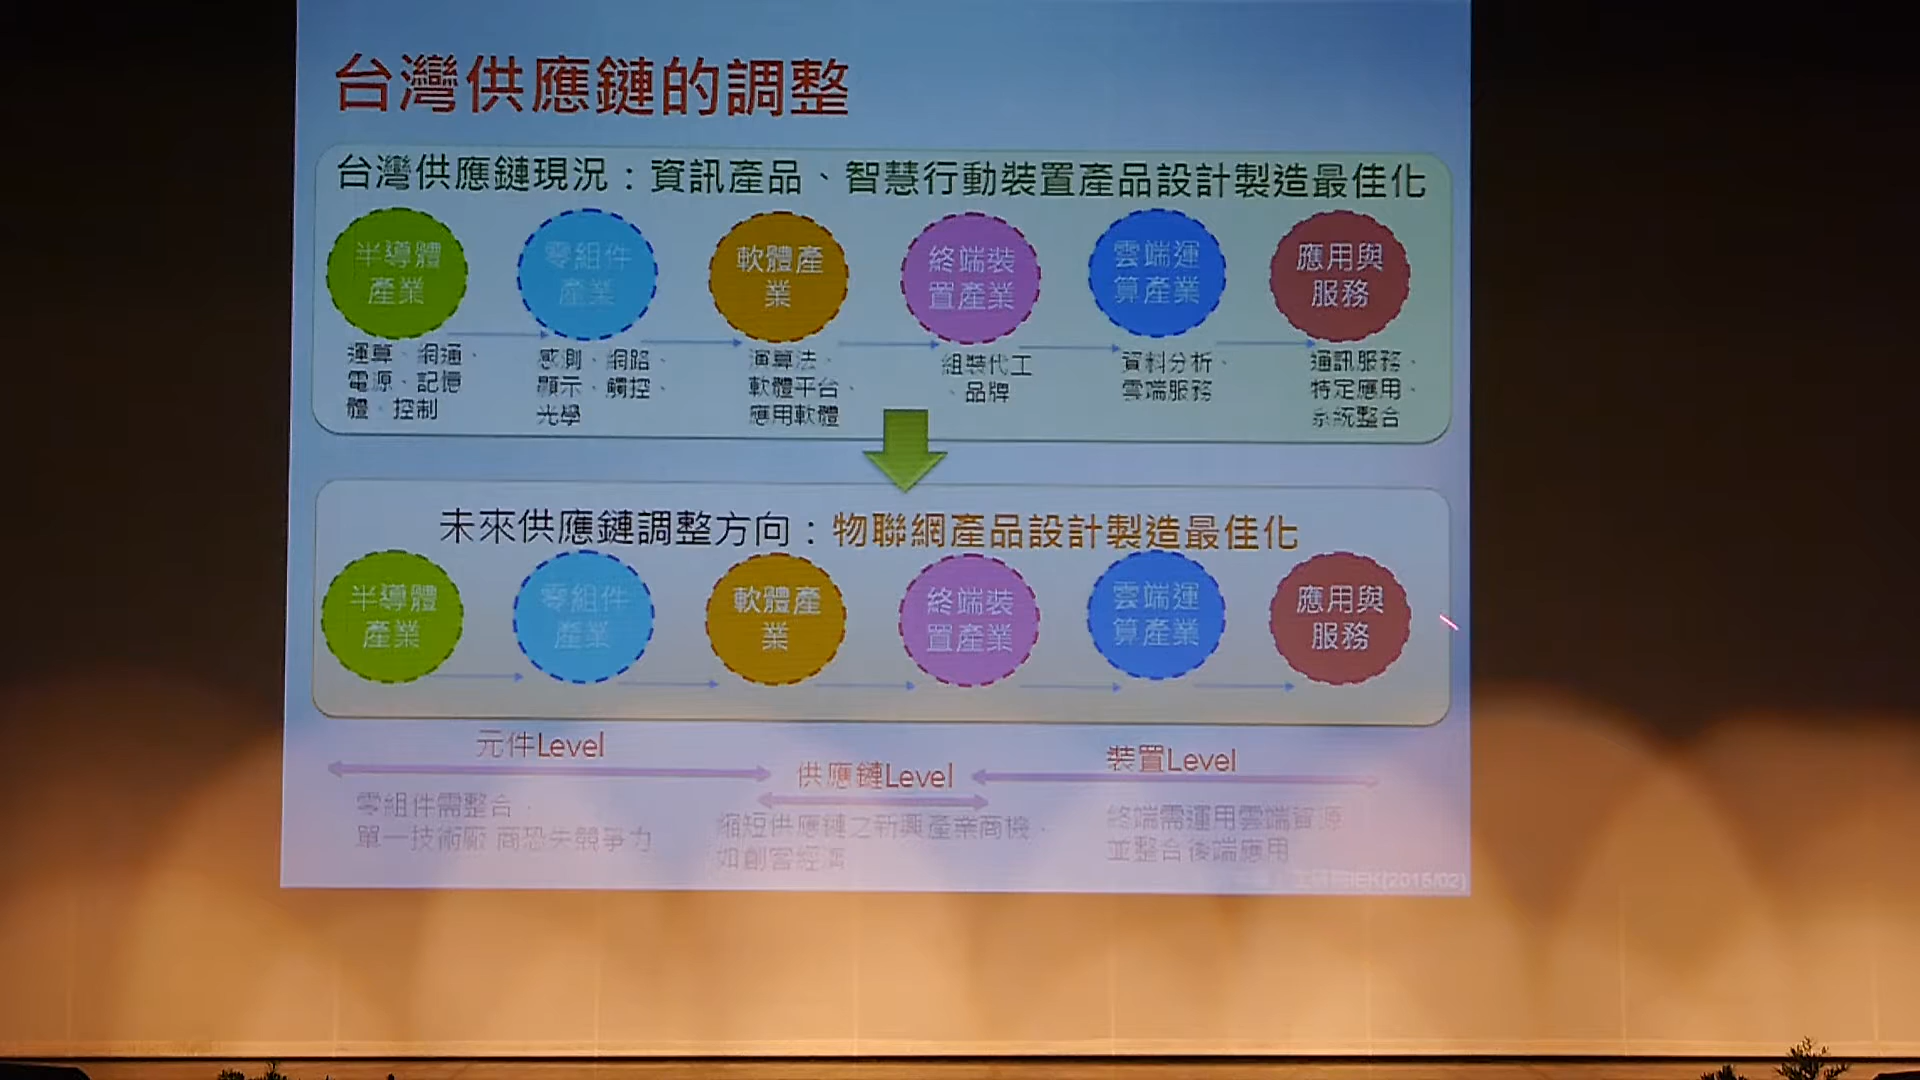 台灣供應鏈的調整
台灣供應鏈現況：資訊產品、智慧行動裝置產品設計製造最佳化
半導體
產業
零組件
產業
軟體產
業
終端裝
置產業
雲端運
算產業
應用與
服務
運算、網通、
電源、記憶
體、控制
感測、網路、
顯示、觸控、
光學
演算法、
軟體平台、
應用軟體
組裝代工
、品牌
資料分析、
雲端服務
通訊服務、
特定應用、
系統整合
未來供應鏈調整方向：物聯網產品設計製造最佳化
半導體
產業
零組件
產業
軟體產
業
終端裝
置產業
雲端運
算產業
應用與
服務
元件Level
供應鏈Level
裝置Level
零組件需整合，
單一技術廠商恐失競爭力
縮短供應鏈之新興產業商機，
如創客經濟
終端需運用雲端資源
並整合後端應用
IEK(2015/02)